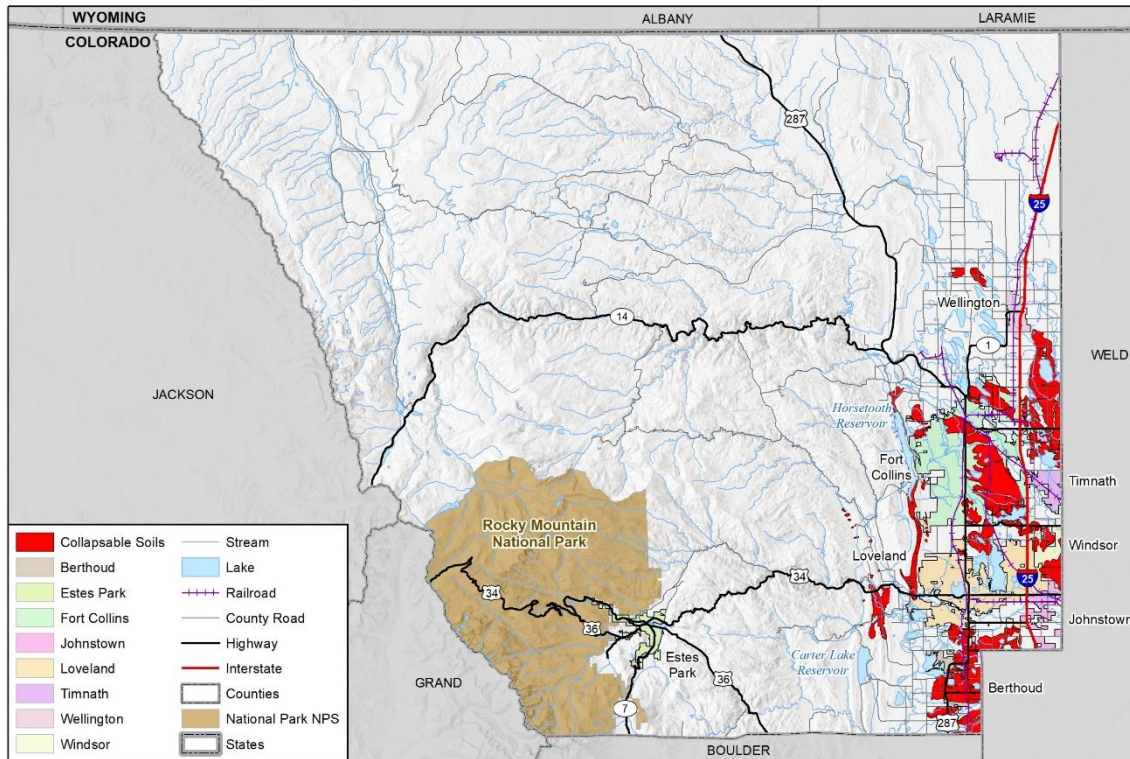 WYOMING
ALBANY
LARAMIE
COLORADO
287
25
Wellington
14
1
WELD
JACKSON
Horsetooth
Reservoir
Fort
Collins
Timnath
Rocky Mountain
National Park
Windsor
Loveland
34
34
25
36
Johnstown
Estes
Park
Carter Lake
Reservoir
36
GRAND
Berthoud
7
287
BOULDER
Collapsable Soils
Berthoud
Estes Park
Fort Collins
Johnstown
Loveland
Timnath
Wellington
Windsor
Stream
Lake
Railroad
County Road
Highway
Interstate
Counties
National Park NPS
States